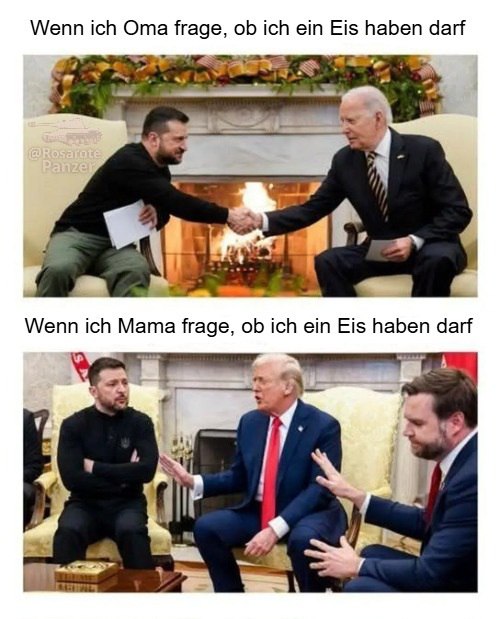 Wenn ich Oma frage, ob ich ein Eis haben darf
@Rosarote
Panzer
Wenn ich Mama frage, ob ich ein Eis haben darf